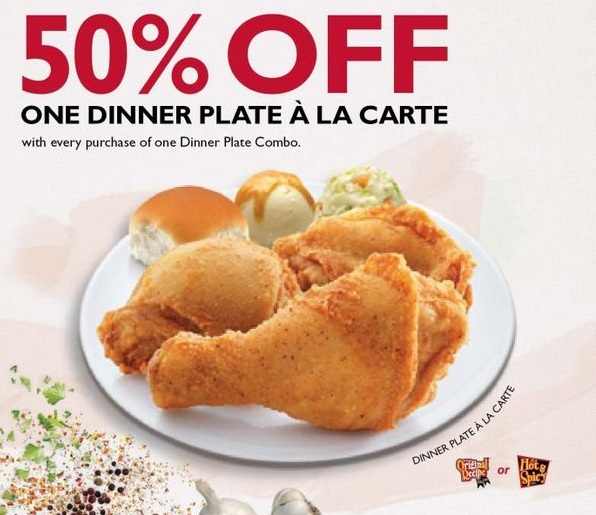 50% OFF
ONE DINNER PLATE À LA CARTE
with every purchase of one Dinner Plate Combo.
DINNER PLATE À LA CARTE
Original
Recipe
or
Hot &
Spicy